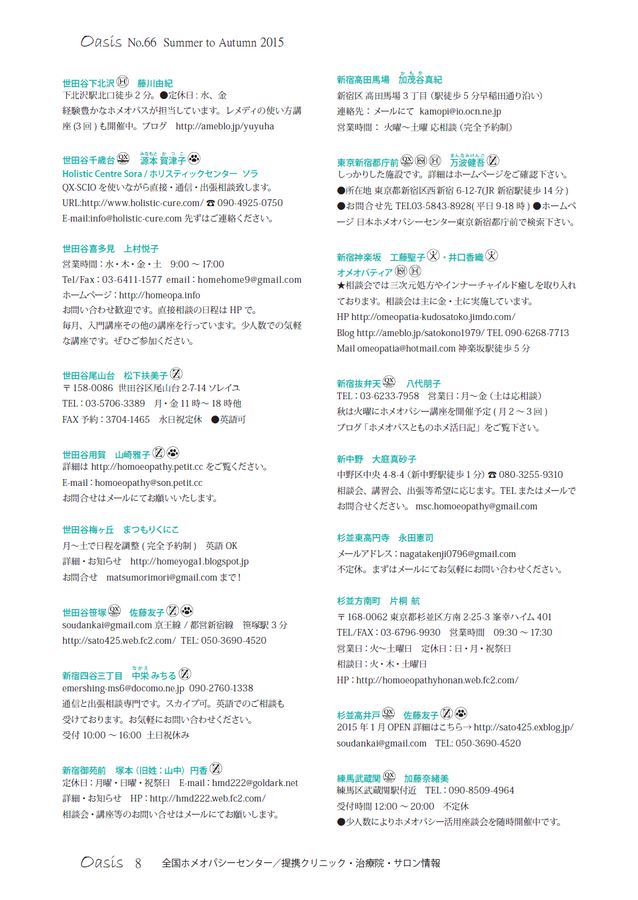 Oasis No.66 Summer to Autumn 2015
世田谷下北沢 H 藤川由紀
下北沢駅北口徒歩2分。●定休日：水、金
経験豊かなホメオパスが担当しています。レメディの使い方講
座(3回)も開催中。ブログ http://ameblo.jp/yuyuha
世田谷千歳台 QX 源本 賀津子
Holistic Centre Sora / ホリスティックセンター ソラ
QX-SCIOを使いながら直接・通信・出張相談致します。
URL:http://www.holistic-cure.com/ ☎ 090-4925-0750
E-mail:info@holistic-cure.com 先ずはご連絡ください。
世田谷喜多見 上村悦子
営業時間：水・木・金・土 9:00 ～ 17:00
Tel/Fax：03-6411-1577 email：homehome9@gmail.com
ホームページ：http://homeopa.info
お問い合わせ歓迎です。直接相談の日程はHPで。
毎月、入門講座その他の講座を行っています。少人数での気軽
な講座です。ぜひご参加ください。
世田谷尾山台 松下扶美子 Z
〒158-0086 世田谷区尾山台2-7-14 ソレイユ
TEL：03-5706-3389 月・金11時～18時他
FAX予約：3704-1465 水日祝定休 ●英語可
世田谷用賀 山崎雅子 Z
詳細は http://homoeopathy.petit.cc をご覧ください。
E-mail：homoeopathy@son.petit.cc
お問合せはメールにてお願いいたします。
世田谷梅ヶ丘 まつもりくにこ
月～土で日程を調整(完全予約制) 英語OK
詳細・お知らせ http://homeyoga1.blogspot.jp
お問合せ matsumorimori@gmail.com まで！
世田谷笹塚 QX 佐藤友子 Z
soudankai@gmail.com 京王線 / 都営新宿線 笹塚駅3分
http://sato425.web.fc2.com/ TEL: 050-3690-4520
新宿四谷三丁目 中栄 みちる Z
emershing-ms6@docomo.ne.jp 090-2760-1338
通信と出張相談専門です。スカイプ可。英語でのご相談も
受けております。お気軽にお問い合わせください。
受付 10:00 ～ 16:00 土日祝休み
新宿御苑前 塚本（旧姓：山中）円香 Z
定休日：月曜・日曜・祝祭日 E-mail：hmd222@goldark.net
詳細・お知らせ HP：http://hmd222.web.fc2.com/
相談会・講座等のお問い合せはメールにてお願いします。
新宿高田馬場 加茂谷真紀
新宿区高田馬場3丁目（駅徒歩5分早稲田通り沿い）
連絡先：メールにて kamopi@io.ocn.ne.jp
営業時間： 火曜～土曜 応相談（完全予約制）
東京新宿都庁前 QX H 万波健吾 Z
しっかりした施設です。詳細はホームページをご確認下さい。
●所在地 東京都新宿区西新宿6-12-7(JR新宿駅徒歩14分)
●お問合せ先 TEL03-5843-8928(平日9-18時) ●ホームペ
ージ 日本ホメオパシーセンター東京新宿都庁前で検索下さい。
新宿神楽坂 工藤聖子・井口香織
オメオパティア H
★相談会では三次元処方やインナーチャイルド癒しを取り入れ
ております。相談会は主に金・土に実施しています。
HP http://omeopatia-kudosatoko.jimdo.com/
Blog http://ameblo.jp/satokono1979/ TEL 090-6268-7713
Mail omeopatia@hotmail.com 神楽坂駅徒歩5分
新宿抜弁天 QX 八代朋子
TEL：03-6233-7958 営業日：月～金（土は応相談）
秋は火曜にホメオパシー講座を開催予定(月2～3回)
ブログ「ホメオパスとものホメ活日記」をご覧下さい。
新中野 大庭真砂子
中野区中央4-8-4（新中野駅徒歩1分）☎ 080-3255-9310
相談会、講習会、出張等希望に応じます。TELまたはメールで
お問合せください。 msc.homoeopathy@gmail.com
杉並東高円寺 永田憲司
メールアドレス：nagatakenji0796@gmail.com
不定休。まずはメールにてお気軽にお問い合わせください。
杉並方南町 片桐 航
〒168-0062 東京都杉並区方南2-25-3 峯幸ハイム401
TEL/FAX：03-6796-9930 営業時間 09:30 ～ 17:30
営業日：火～土曜日 定休日：日・月・祝祭日
相談日：火・木・土曜日
HP：http://homoeopathyhonan.web.fc2.com/
杉並高井戸 QX 佐藤友子 Z
2015年1月OPEN詳細はこちら→http://sato425.exblog.jp/
soudankai@gmail.com TEL: 050-3690-4520
練馬武蔵関 QX 加藤奈緒美
練馬区武蔵関駅付近 TEL：090-8509-4964
受付時間12:00 ～ 20:00 不定休
●少人数によりホメオパシー活用座談会を随時開催中です。
Oasis 8 全国ホメオパシーセンター／提携クリニック・治療院・サロン情報